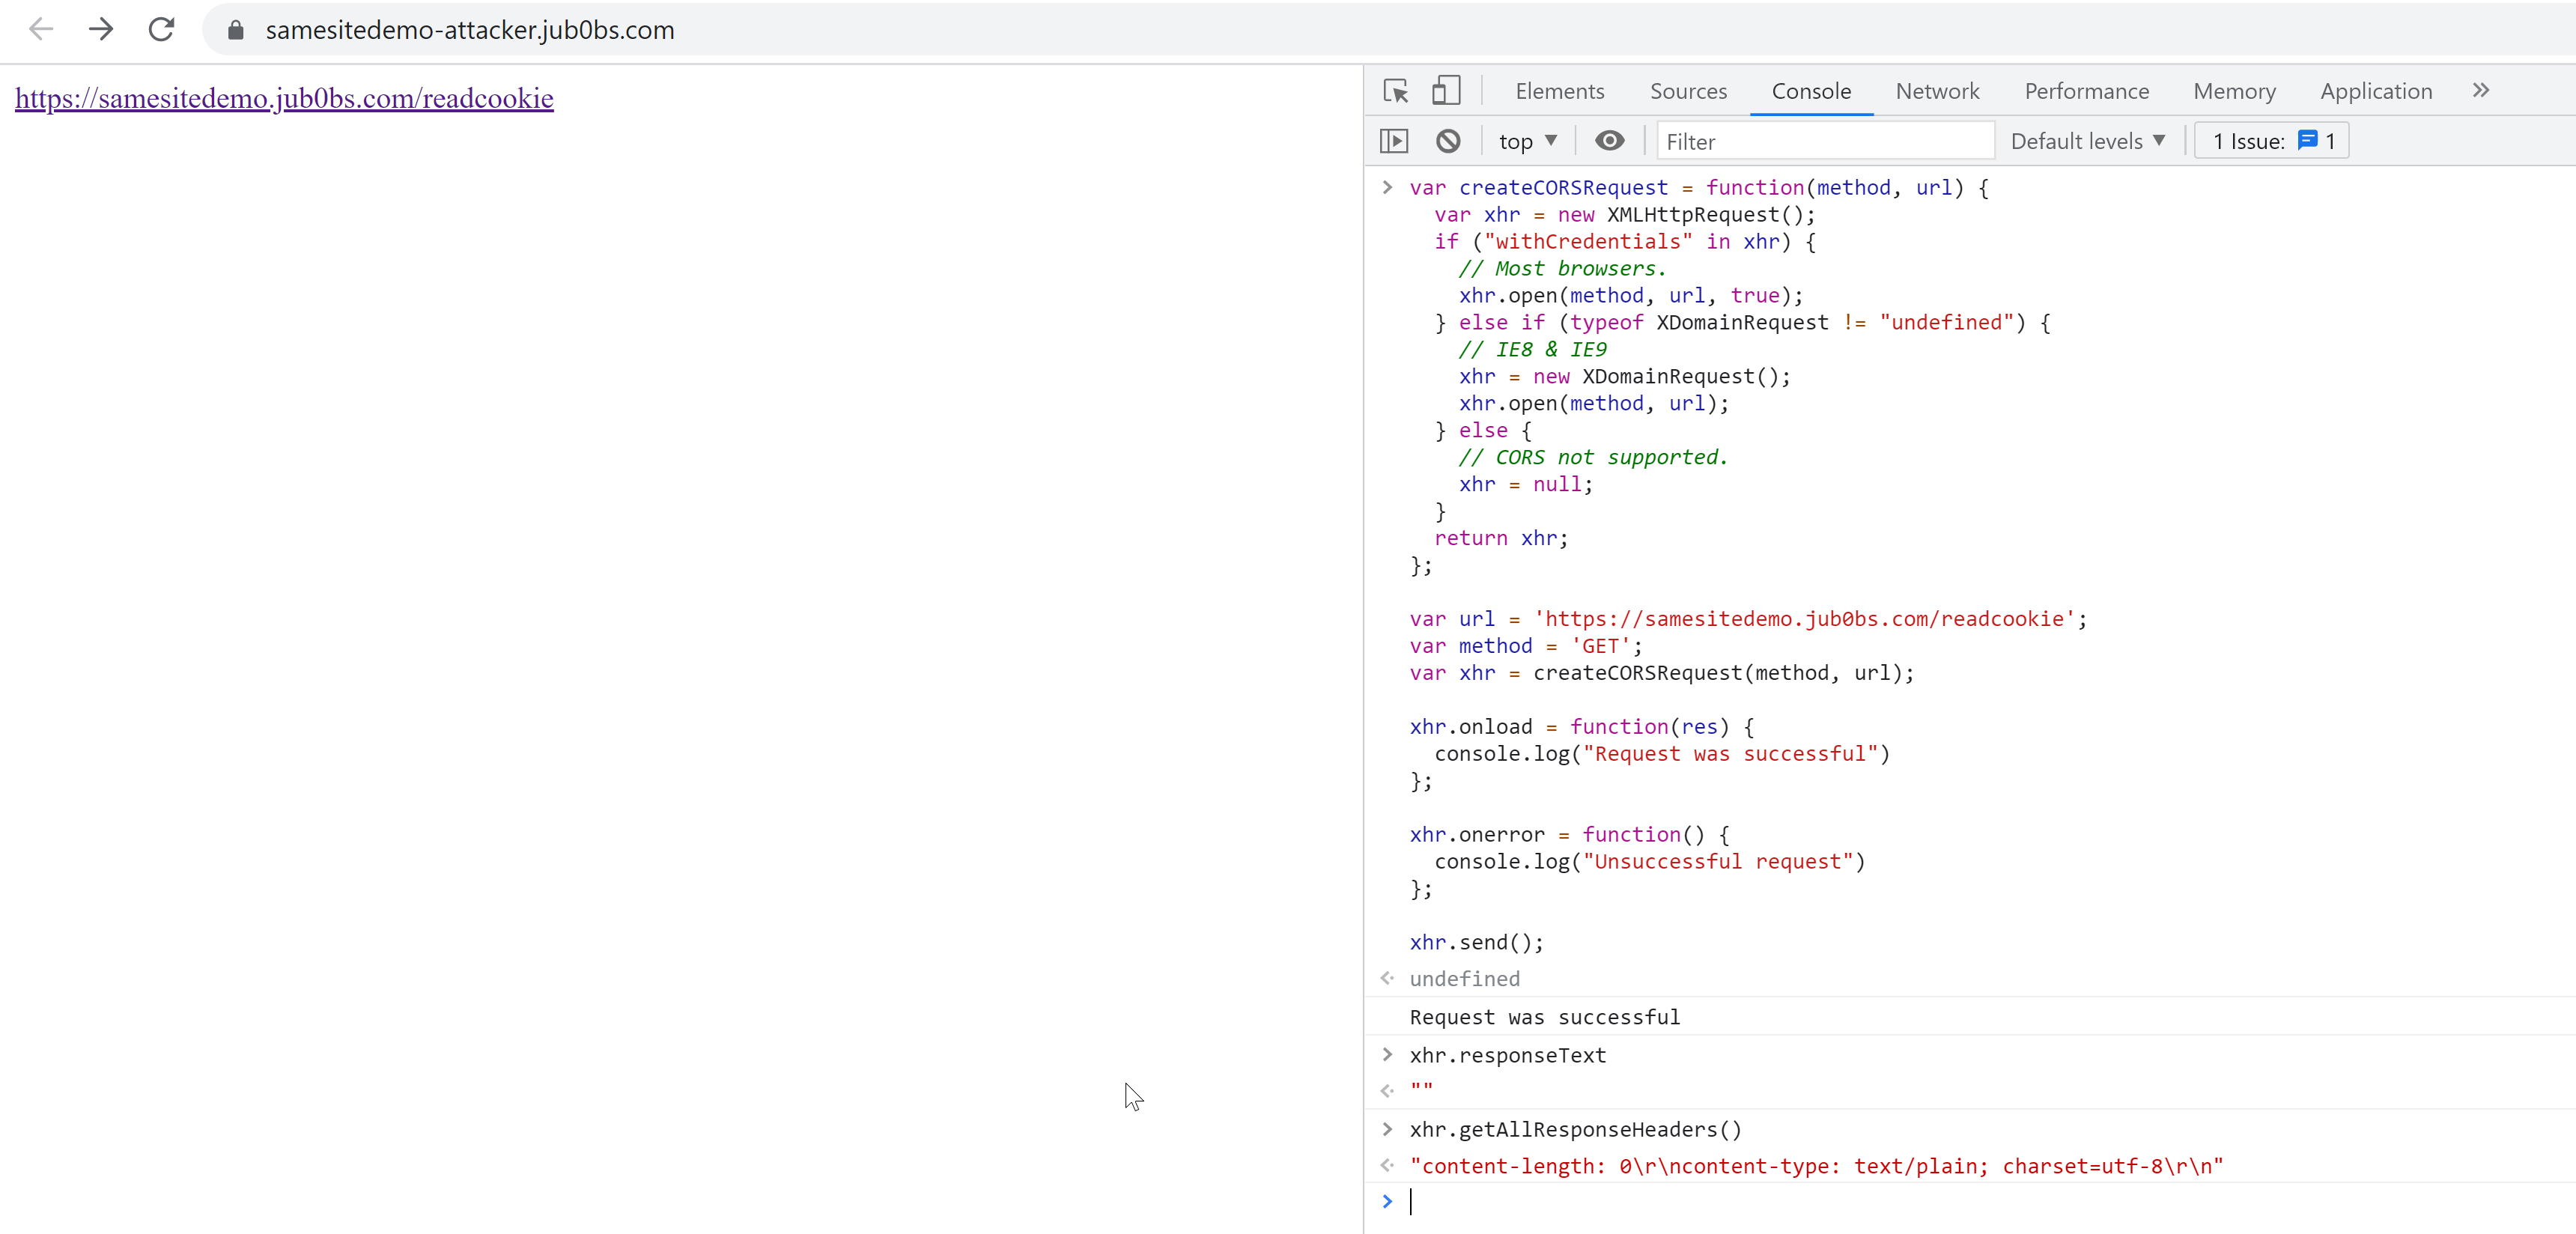 samesitedemo-attacker.jub0bs.com
https://samesitedemo.jub0bs.com/readcookie
Elements Sources Console Network Performance Memory Application »
top ▼ Filter Default levels ▼ 1 Issue: 1
> var createCORSRequest = function(method, url) {
  var xhr = new XMLHttpRequest();
  if ("withCredentials" in xhr) {
    // Most browsers.
    xhr.open(method, url, true);
  } else if (typeof XDomainRequest != "undefined") {
    // IE8 & IE9
    xhr = new XDomainRequest();
    xhr.open(method, url);
  } else {
    // CORS not supported.
    xhr = null;
  }
  return xhr;
};
var url = 'https://samesitedemo.jub0bs.com/readcookie';
var method = 'GET';
var xhr = createCORSRequest(method, url);
xhr.onload = function(res) {
  console.log("Request was successful")
};
xhr.onerror = function() {
  console.log("Unsuccessful request")
};
xhr.send();
undefined
Request was successful
> xhr.responseText
""
> xhr.getAllResponseHeaders()
"content-length: 0\r\ncontent-type: text/plain; charset=utf-8\r\n"
>